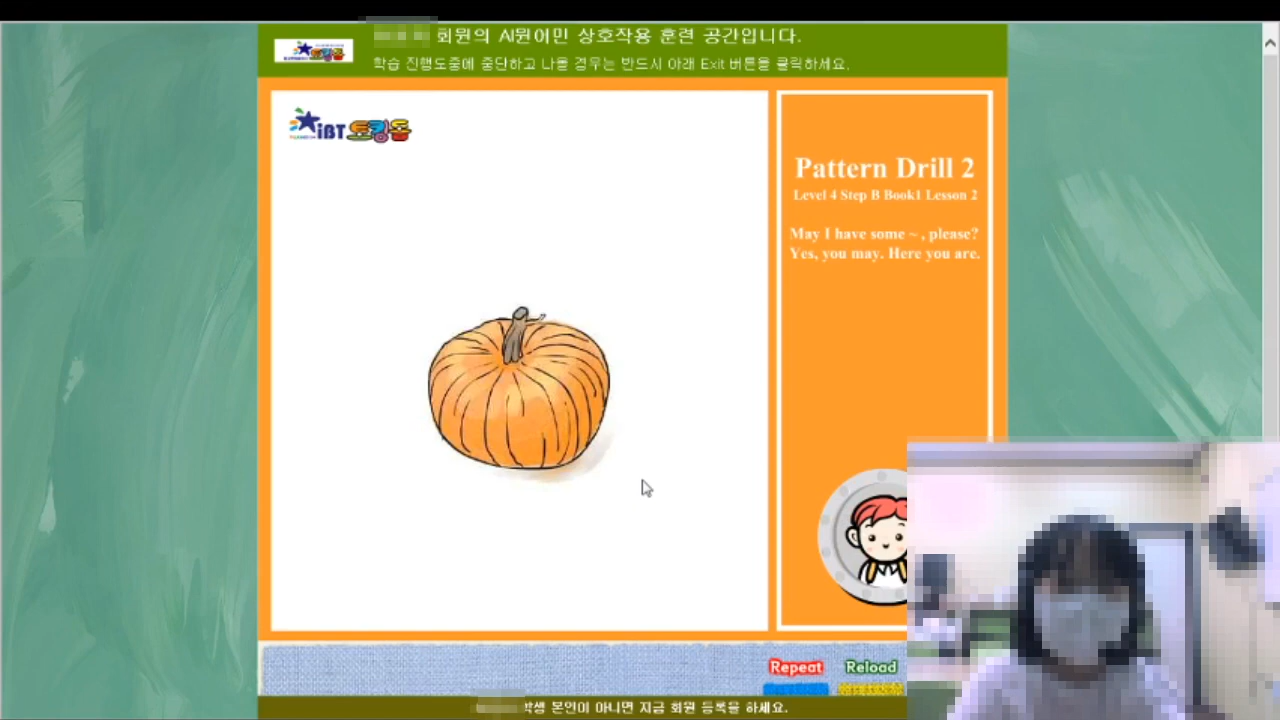 회원의 AI원어민 상호작용 훈련 공간입니다.
학습 진행도중에 중단하고 나올 경우는 반드시 아래 Exit 버튼을 클릭하세요.
iBT 토킹톰
Pattern Drill 2
Level 4 Step B Book1 Lesson 2
May I have some ~ , please?
Yes, you may. Here you are.
Repeat Reload
학생 본인이 아니면 지금 회원 등록을 하세요.